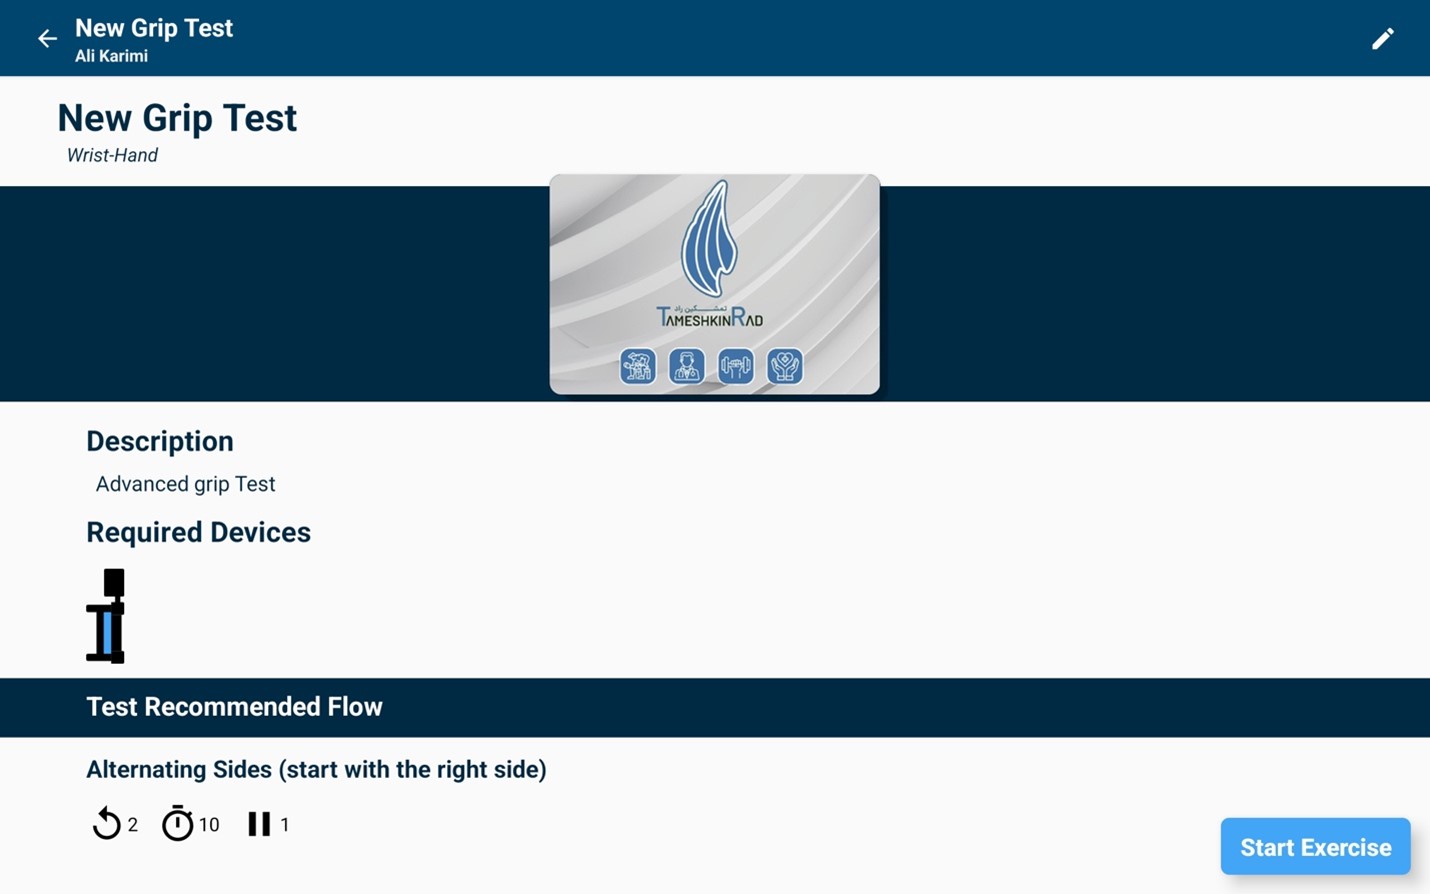 New Grip Test
Ali Karimi
New Grip Test
Wrist-Hand
تمشکین راد
TAMESHKINRAD
Description
Advanced grip Test
Required Devices
Test Recommended Flow
Alternating Sides (start with the right side)
2 10 1
Start Exercise